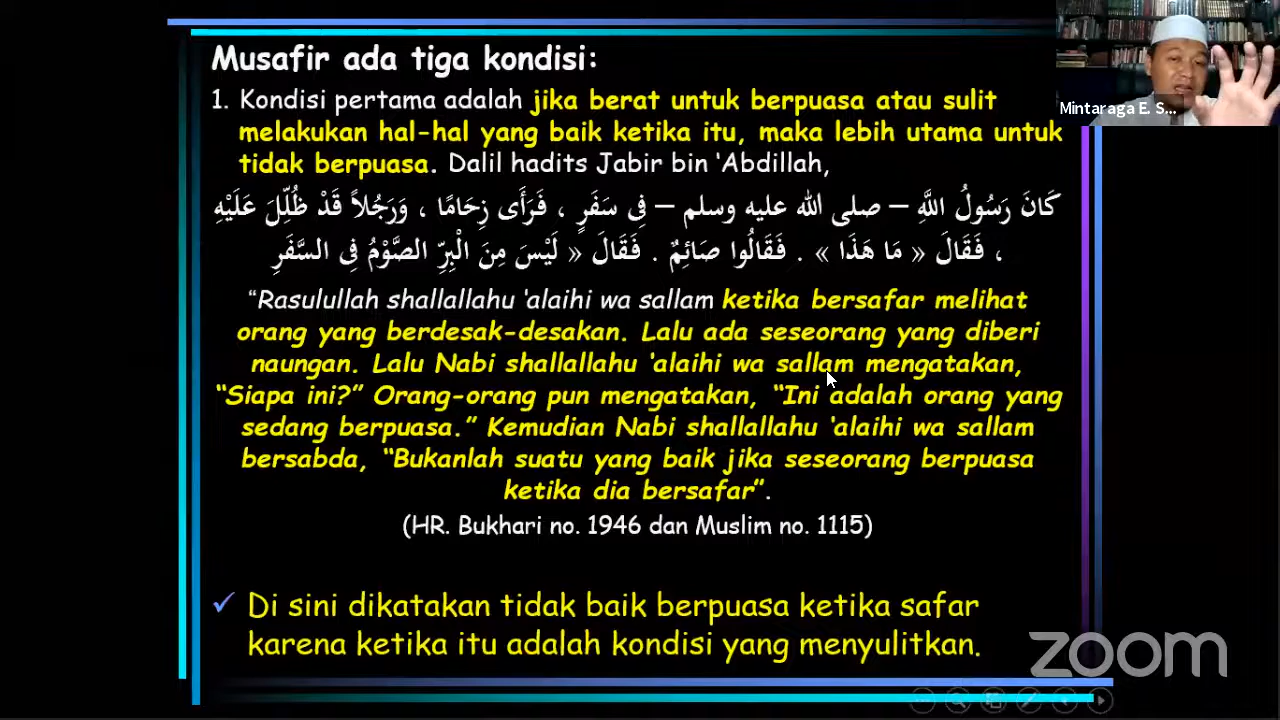 Musafir ada tiga kondisi:
1. Kondisi pertama adalah jika berat untuk berpuasa atau sulit
melakukan hal-hal yang baik ketika itu, maka lebih utama untuk
tidak berpuasa. Dalil hadits Jabir bin ‘Abdillah,
كَانَ رَسُولُ اللَّهِ – صلى الله عليه وسلم – فِى سَفَرٍ ، فَرَأَى زِحَامًا ، وَرَجُلاً قَدْ ظُلِّلَ عَلَيْهِ
، فَقَالَ « مَا هَذَا » . فَقَالُوا صَائِمٌ . فَقَالَ « لَيْسَ مِنَ الْبِرِّ الصَّوْمُ فِى السَّفَرِ
“Rasulullah shallallahu ‘alaihi wa sallam ketika bersafar melihat
orang yang berdesak-desakan. Lalu ada seseorang yang diberi
naungan. Lalu Nabi shallallahu ‘alaihi wa sallam mengatakan,
“Siapa ini?” Orang-orang pun mengatakan, “Ini adalah orang yang
sedang berpuasa.” Kemudian Nabi shallallahu ‘alaihi wa sallam
bersabda, “Bukanlah suatu yang baik jika seseorang berpuasa
ketika dia bersafar”.
(HR. Bukhari no. 1946 dan Muslim no. 1115)
✓ Di sini dikatakan tidak baik berpuasa ketika safar
karena ketika itu adalah kondisi yang menyulitkan.
Mintaraga E. S...
zoom